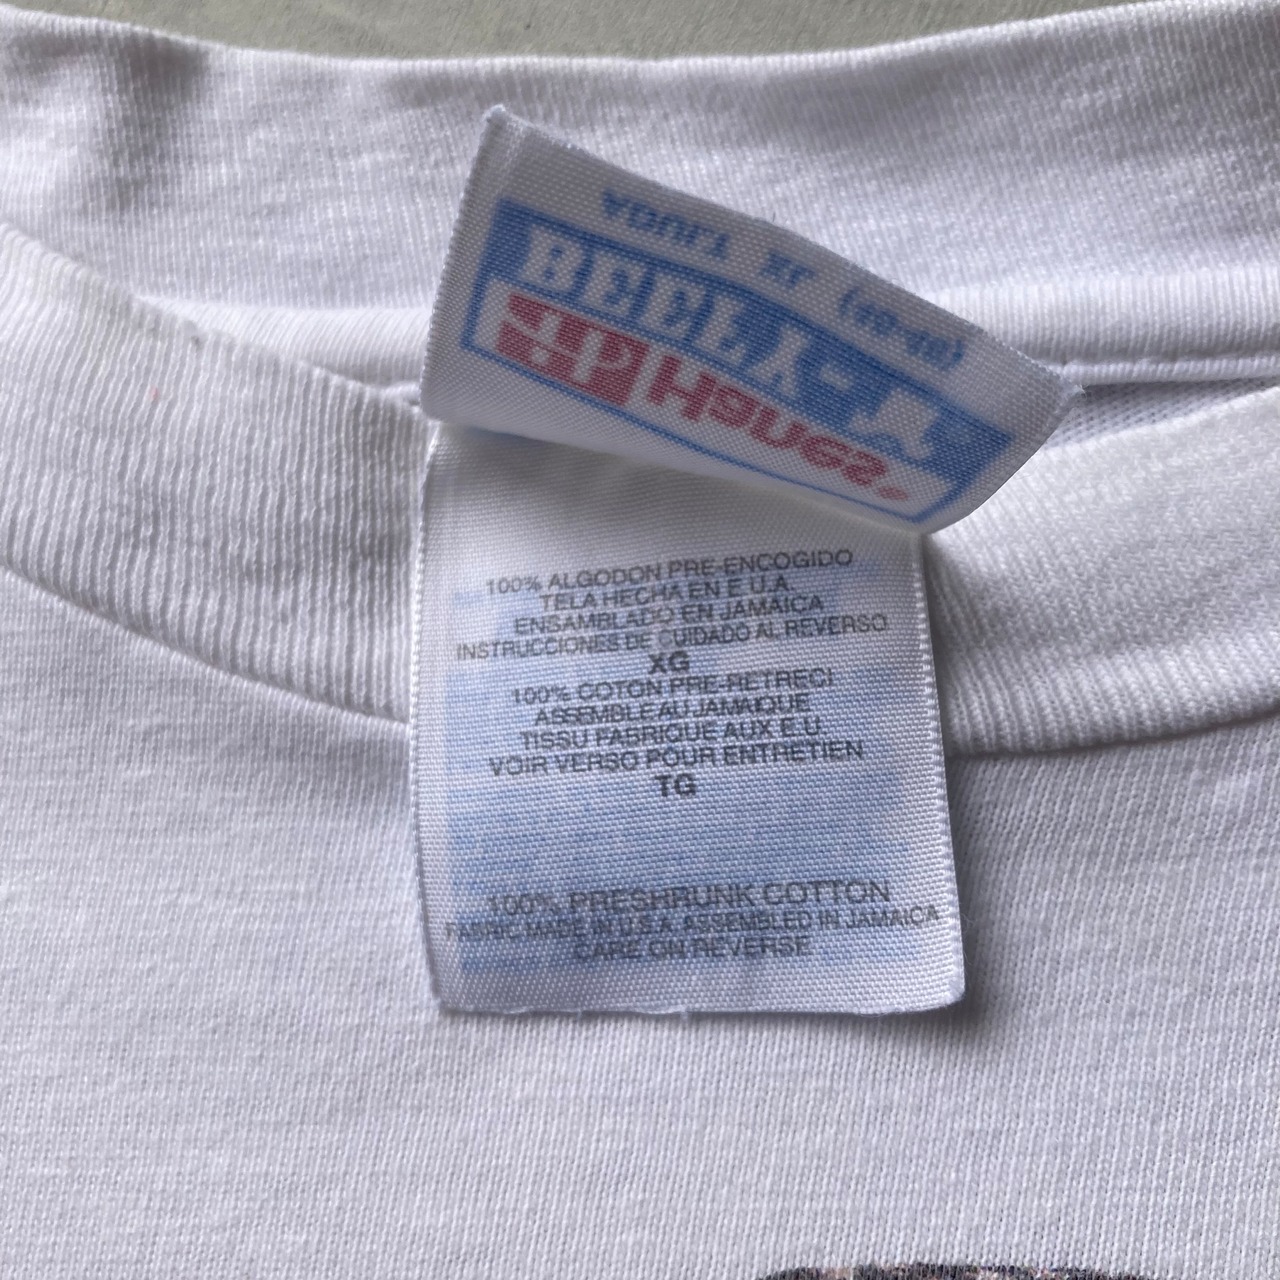 Hanes
BEEFY-T
ADULT XL (46-48)
100% ALGODON PRE-ENCOGIDO
TELA HECHA EN E.U.A.
ENSAMBLADO EN JAMAICA
INSTRUCCIONES DE CUIDADO AL REVERSO
XG
100% COTON PRE-RETRECI
ASSEMBLE AU JAMAIQUE
TISSU FABRIQUE AUX E.U.
VOIR VERSO POUR ENTRETIEN
TG
100% PRESHRUNK COTTON
FABRIC MADE IN U.S.A. ASSEMBLED IN JAMAICA
CARE ON REVERSE